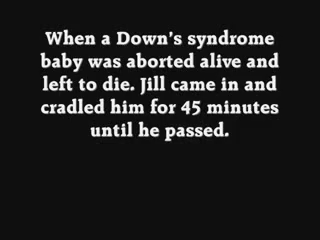 When a Down's syndrome
baby was aborted alive and
left to die. Jill came in and
cradled him for 45 minutes
until he passed.